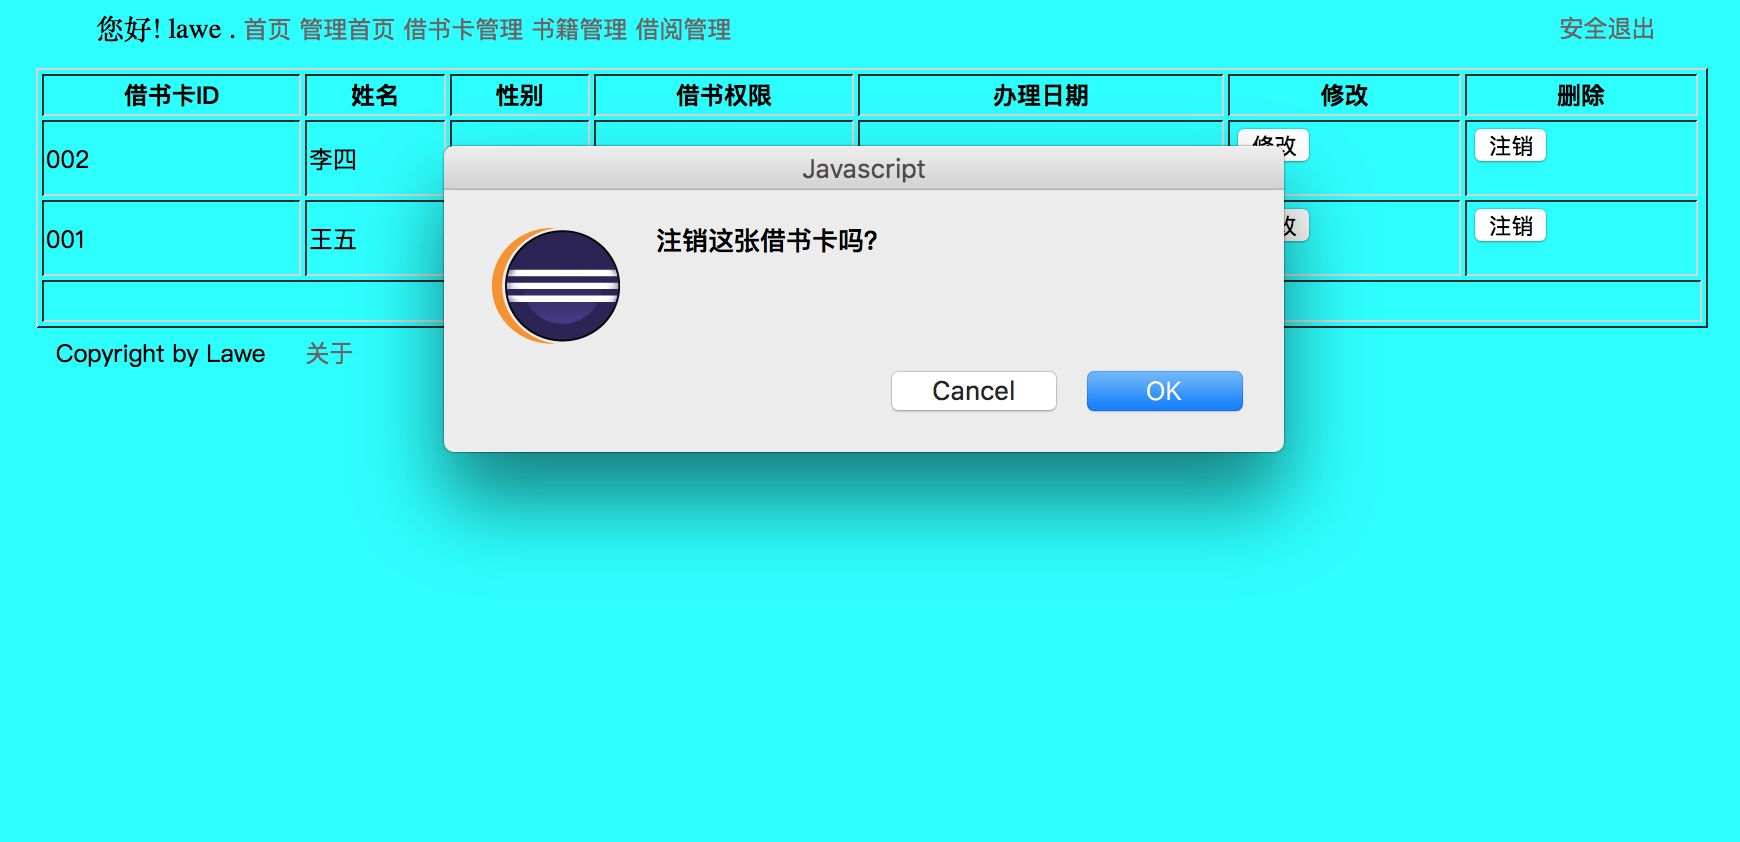 您好! lawe . 首页 管理首页 借书卡管理 书籍管理 借阅管理 安全退出
借书卡ID 姓名 性别 借书权限 办理日期 修改 删除
002 李四 修改 注销
Javascript
注销这张借书卡吗?
001 王五 改 注销
Cancel OK
Copyright by Lawe 关于